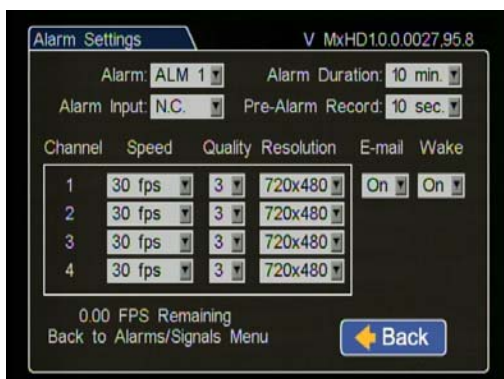 Alarm Settings V MxHD1.0.0.0027,95.8
Alarm: ALM 1 Alarm Duration: 10 min.
Alarm Input: N.C. Pre-Alarm Record: 10 sec.
Channel Speed Quality Resolution E-mail Wake
1 30 fps 3 720x480 On On
2 30 fps 3 720x480
3 30 fps 3 720x480
4 30 fps 3 720x480
0.00 FPS Remaining
Back to Alarms/Signals Menu
Back